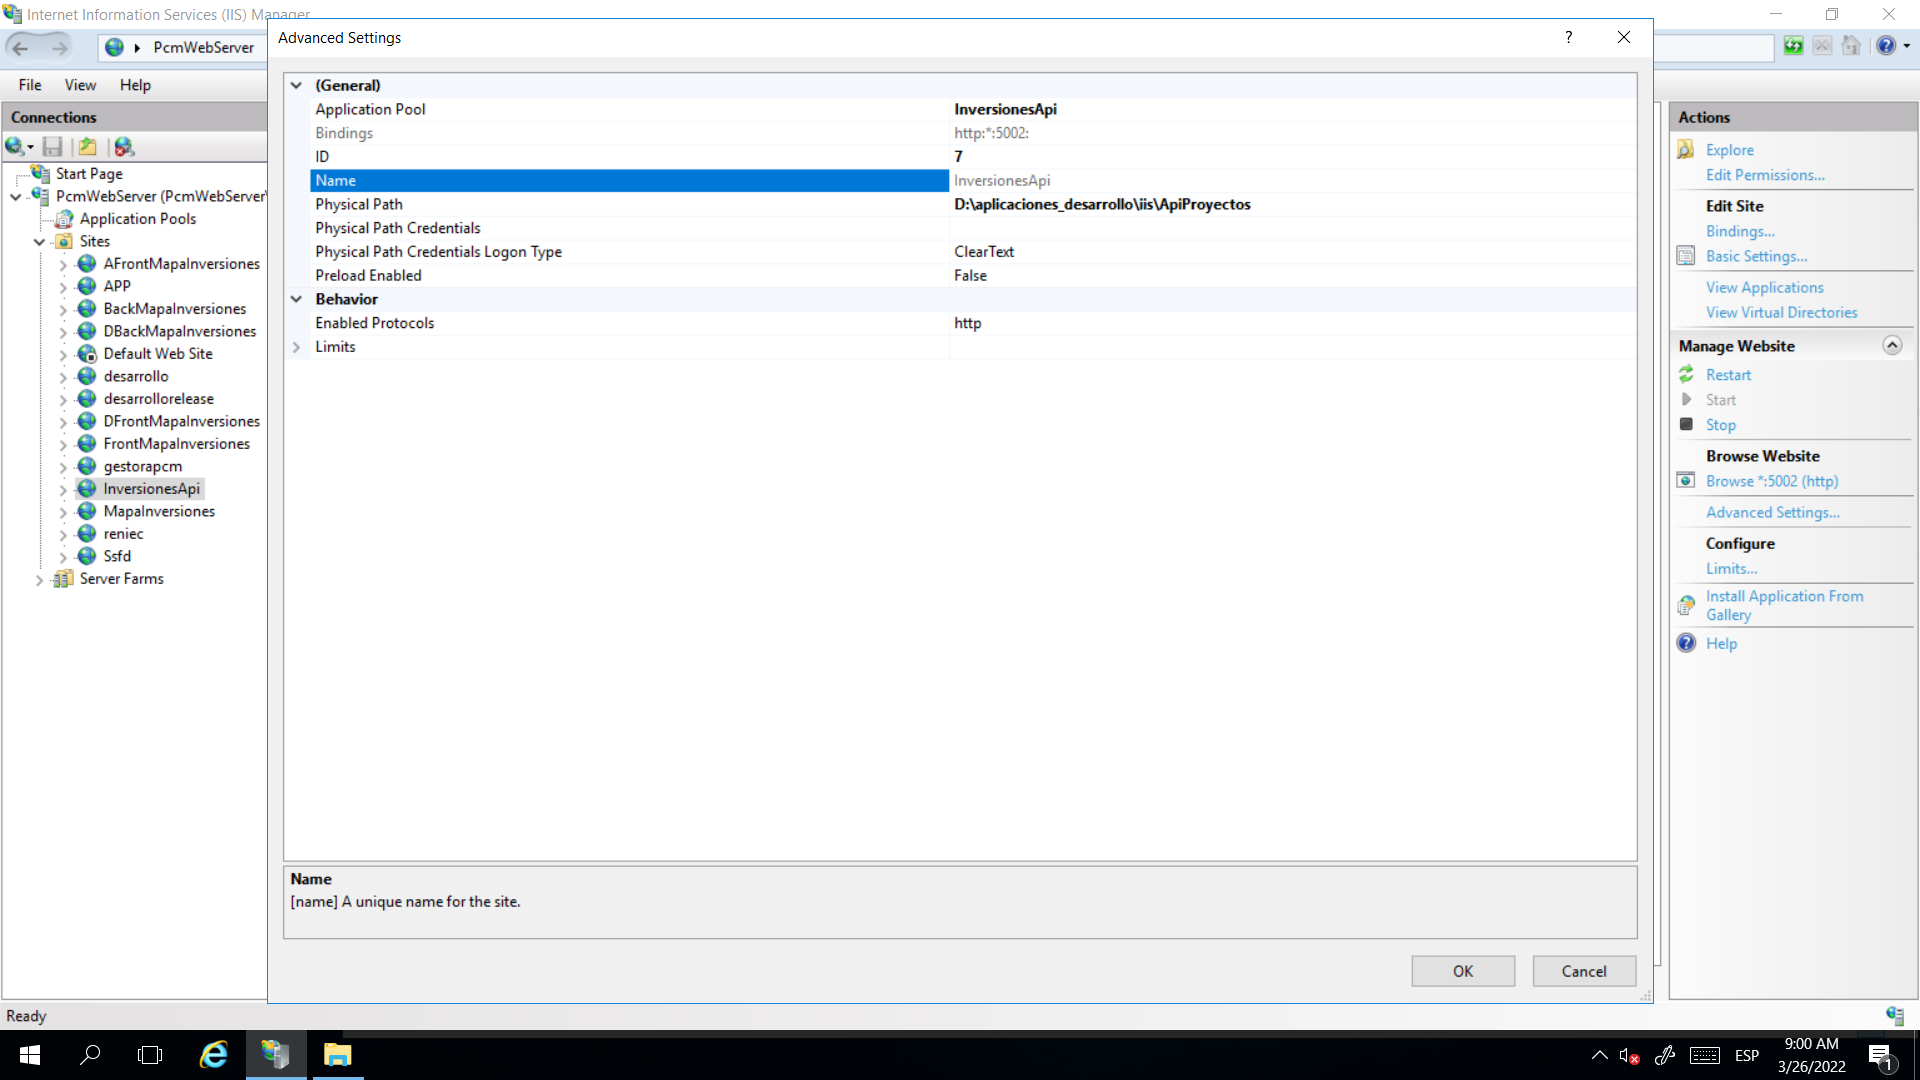 Internet Information Services (IIS) Manager
PcmWebServer
File View Help
Connections
Start Page
PcmWebServer (PcmWebServer\
Application Pools
Sites
AFrontMapaInversiones
APP
BackMapaInversiones
DBackMapaInversiones
Default Web Site
desarrollo
desarrollorelease
DFrontMapaInversiones
FrontMapaInversiones
gestorapcm
InversionesApi
MapaInversiones
reniec
Ssfd
Server Farms
Advanced Settings
?
(General)
Application Pool InversionesApi
Bindings http:*:5002:
ID 7
Name InversionesApi
Physical Path D:\aplicaciones_desarrollo\iis\ApiProyectos
Physical Path Credentials
Physical Path Credentials Logon Type ClearText
Preload Enabled False
Behavior
Enabled Protocols http
Limits
Name
[name] A unique name for the site.
OK Cancel
Actions
Explore
Edit Permissions...
Edit Site
Bindings...
Basic Settings...
View Applications
View Virtual Directories
Manage Website
Restart
Start
Stop
Browse Website
Browse *:5002 (http)
Advanced Settings...
Configure
Limits...
Install Application From
Gallery
Help
Ready
ESP
9:00 AM
3/26/2022
1